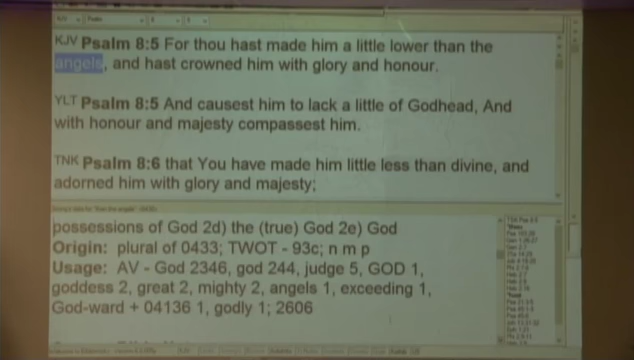 KJV Psalm 8:5 For thou hast made him a little lower than the
angels, and hast crowned him with glory and honour.
YLT Psalm 8:5 And causest him to lack a little of Godhead, And
with honour and majesty compassest him.
TNK Psalm 8:6 that You have made him little less than divine, and
adorned him with glory and majesty;
possessions of God 2d) the (true) God 2e) God
Origin: plural of 0433; TWOT - 93c; n m p
Usage: AV - God 2346, god 244, judge 5, GOD 1,
goddess 2, great 2, mighty 2, angels 1, exceeding 1,
God-ward + 04136 1, godly 1; 2606